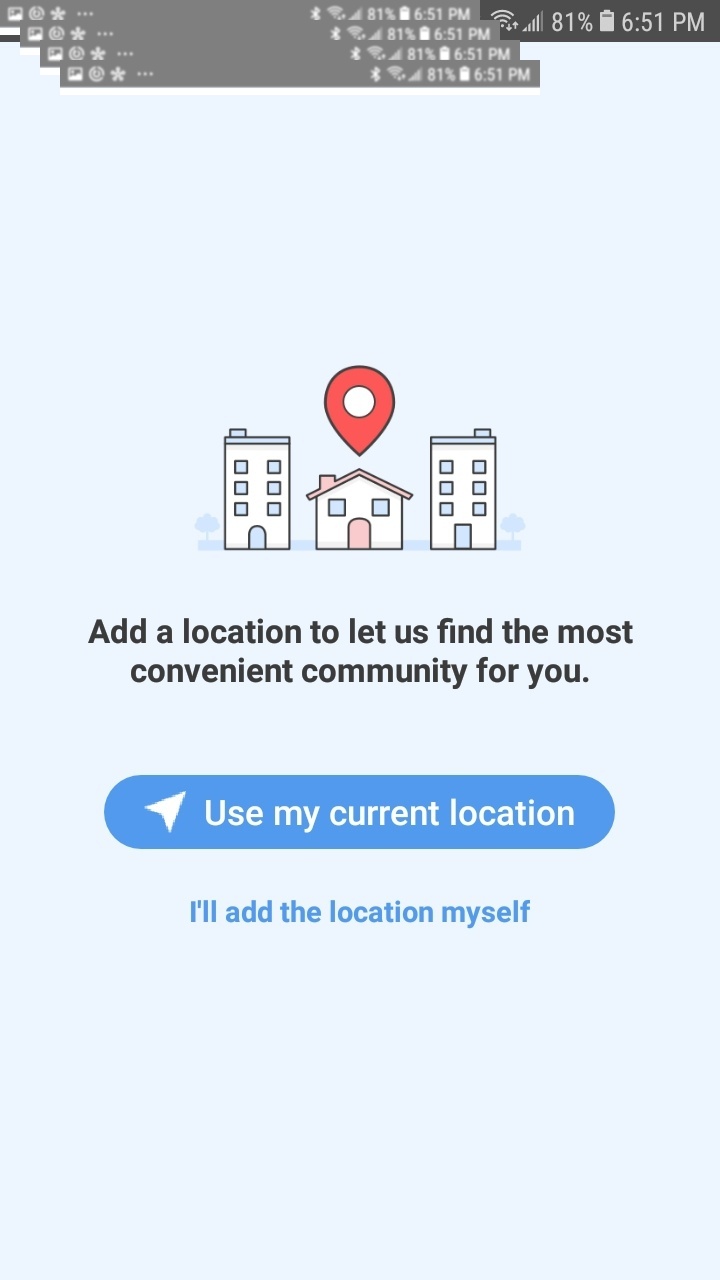 81% 6:51 PM
81% 6:51 PM
81% 6:51 PM
81% 6:51 PM
81% 6:51 PM
Add a location to let us find the most
convenient community for you.
Use my current location
I'll add the location myself